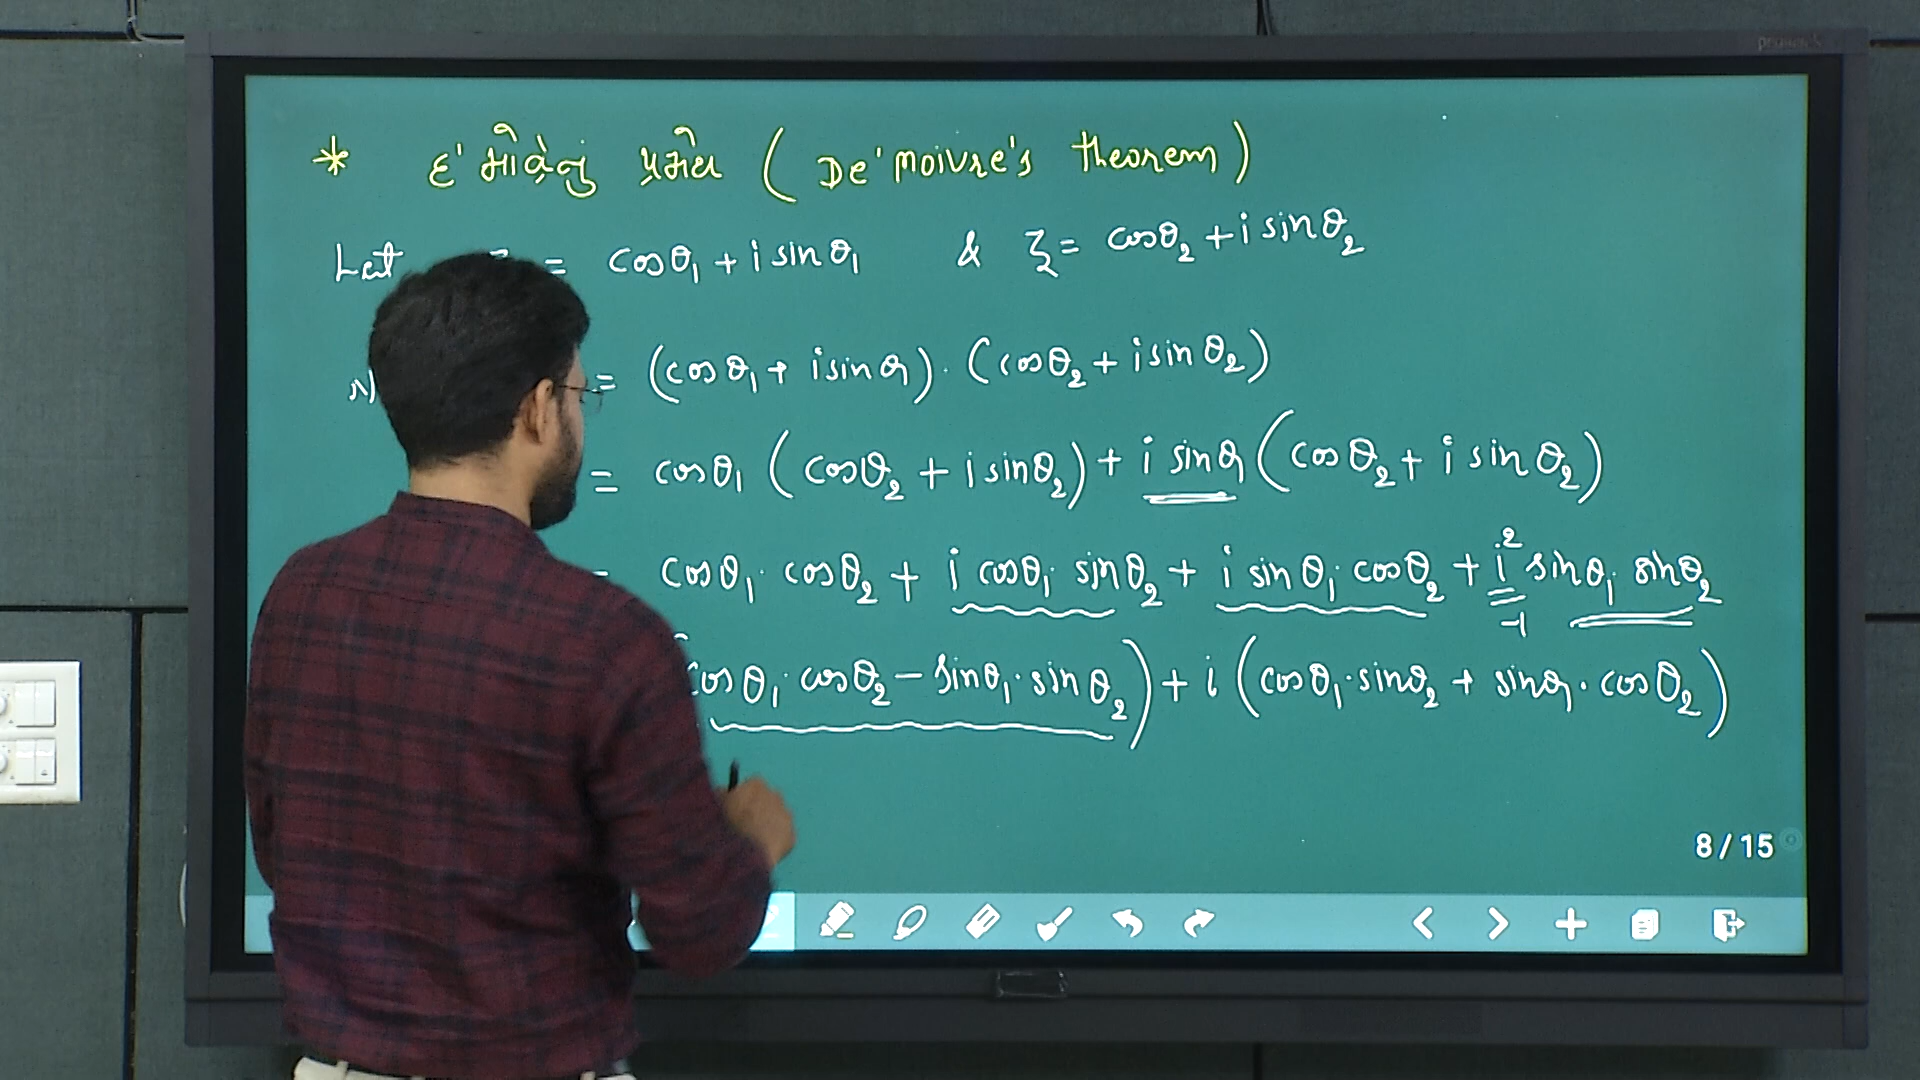 * દ' મોવ્રેનું પ્રમેય ( De'moivre's theorem )
Let = cosθ₁ + i sinθ₁ & = cosθ₂ + i sinθ₂
= (cosθ₁ + i sinθ₁) · (cosθ₂ + i sinθ₂)
= cosθ₁ (cosθ₂ + i sinθ₂) + i sinθ₁ (cosθ₂ + i sinθ₂)
= cosθ₁ · cosθ₂ + i cosθ₁ · sinθ₂ + i sinθ₁ · cosθ₂ + i² sinθ₁ · sinθ₂
-1
cosθ₁ · cosθ₂ − sinθ₁ · sinθ₂) + i (cosθ₁ · sinθ₂ + sinθ₁ · cosθ₂)
8 / 15